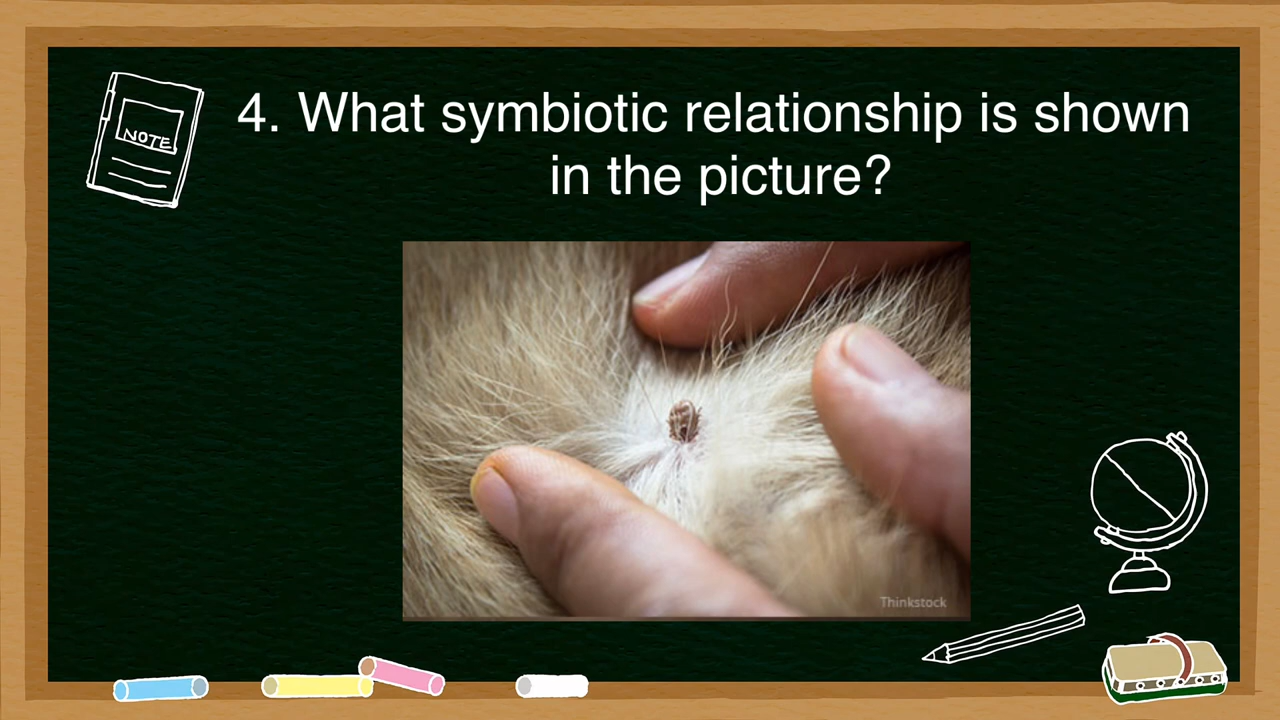 4. What symbiotic relationship is shown
in the picture?
NOTE
Thinkstock